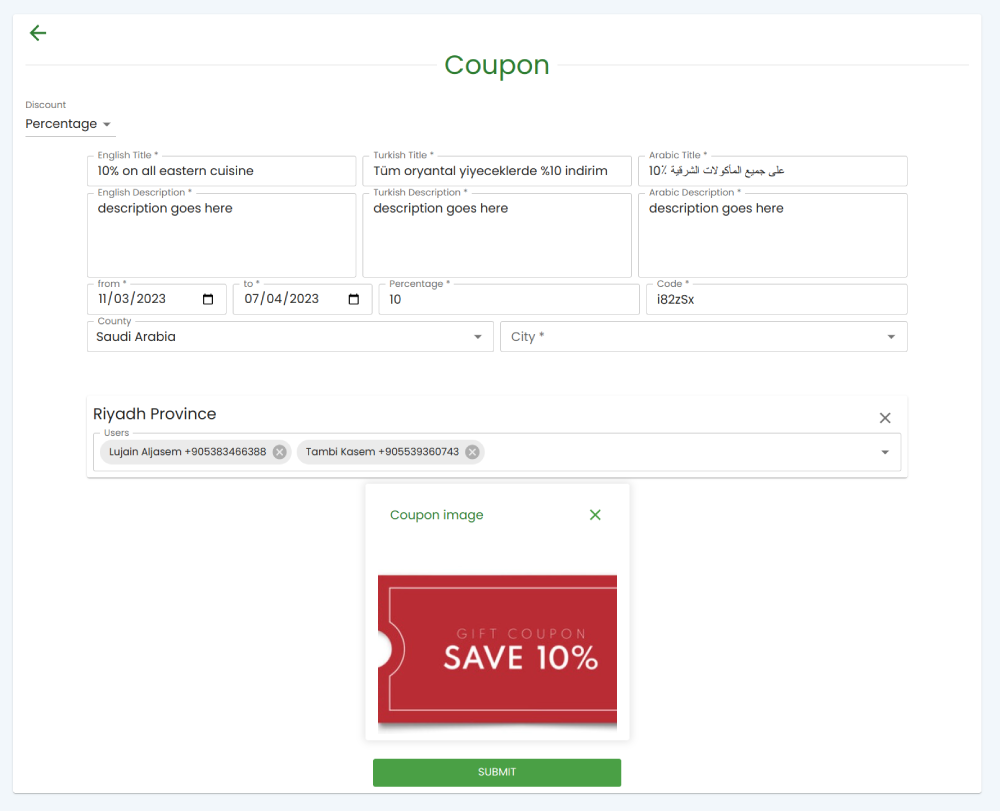 Coupon
Discount
Percentage
English Title *
10% on all eastern cuisine
Turkish Title *
Tüm oryantal yiyeceklerde %10 indirim
Arabic Title *
10٪ على جميع المأكولات الشرقية
English Description *
description goes here
Turkish Description *
description goes here
Arabic Description *
description goes here
from *
11/03/2023
to *
07/04/2023
Percentage *
10
Code *
i82zSx
County
Saudi Arabia
City *
Riyadh Province
Users
Lujain Aljasem +905383466388
Tambi Kasem +905539360743
Coupon image
GIFT COUPON
SAVE 10%
SUBMIT